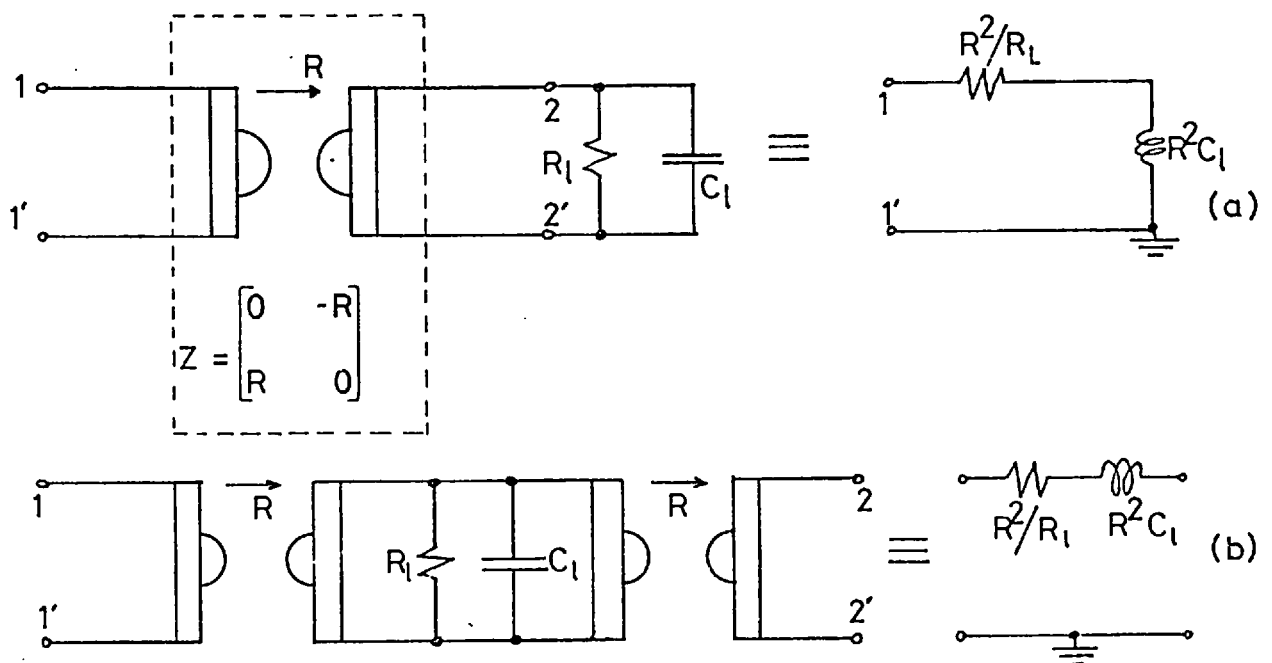 R
R²/R_L
1
2
1
R_l
C_l
≡
R²C_l
1'
2'
1'
(a)
Z = [0 -R
R 0]
1
R
R
2
R_l
C_l
≡
R²/R_l
R²C_l
(b)
1'
2'